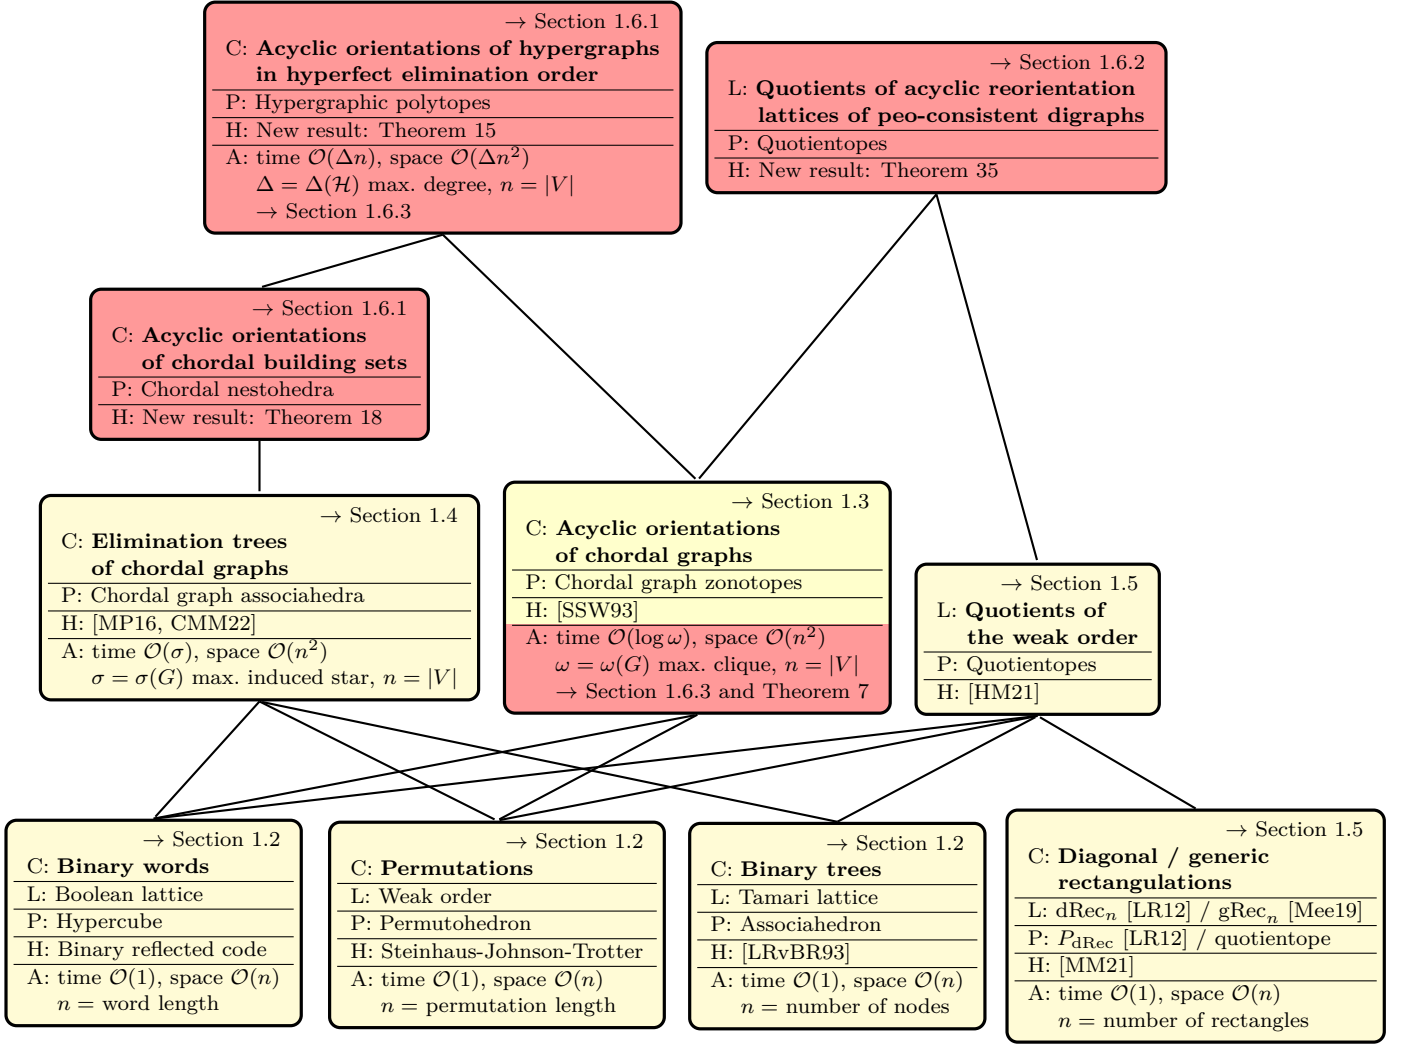 → Section 1.6.1
C: Acyclic orientations of hypergraphs
in hyperfect elimination order
P: Hypergraphic polytopes
H: New result: Theorem 15
A: time 𝒪(Δn), space 𝒪(Δn²)
Δ = Δ(ℋ) max. degree, n = |V|
→ Section 1.6.3
→ Section 1.6.2
L: Quotients of acyclic reorientation
lattices of peo-consistent digraphs
P: Quotientopes
H: New result: Theorem 35
→ Section 1.6.1
C: Acyclic orientations
of chordal building sets
P: Chordal nestohedra
H: New result: Theorem 18
→ Section 1.4
C: Elimination trees
of chordal graphs
P: Chordal graph associahedra
H: [MP16, CMM22]
A: time 𝒪(σ), space 𝒪(n²)
σ = σ(G) max. induced star, n = |V|
→ Section 1.3
C: Acyclic orientations
of chordal graphs
P: Chordal graph zonotopes
H: [SSW93]
A: time 𝒪(log ω), space 𝒪(n²)
ω = ω(G) max. clique, n = |V|
→ Section 1.6.3 and Theorem 7
→ Section 1.5
L: Quotients of
the weak order
P: Quotientopes
H: [HM21]
→ Section 1.2
C: Binary words
L: Boolean lattice
P: Hypercube
H: Binary reflected code
A: time 𝒪(1), space 𝒪(n)
n = word length
→ Section 1.2
C: Permutations
L: Weak order
P: Permutohedron
H: Steinhaus-Johnson-Trotter
A: time 𝒪(1), space 𝒪(n)
n = permutation length
→ Section 1.2
C: Binary trees
L: Tamari lattice
P: Associahedron
H: [LRvBR93]
A: time 𝒪(1), space 𝒪(n)
n = number of nodes
→ Section 1.5
C: Diagonal / generic
rectangulations
L: dRecₙ [LR12] / gRecₙ [Mee19]
P: P_dRec [LR12] / quotientope
H: [MM21]
A: time 𝒪(1), space 𝒪(n)
n = number of rectangles